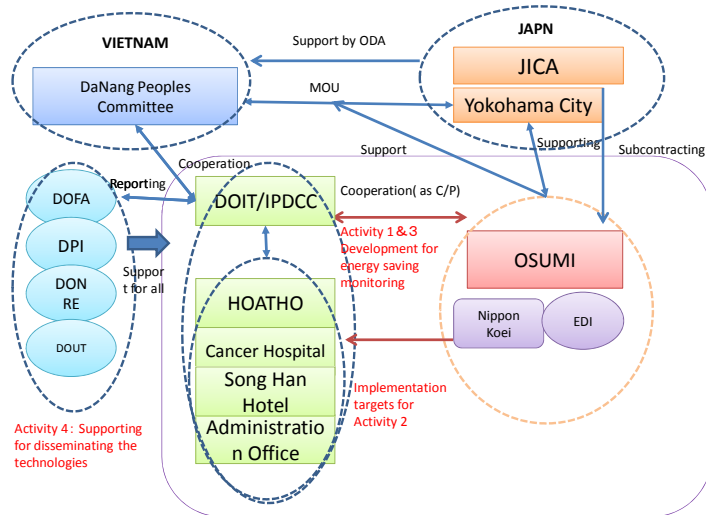 VIETNAM
JAPN
Support by ODA
JICA
DaNang Peoples
Committee
MOU
Yokohama City
Cooperation
Support
Supporting
Subcontracting
Reporting
DOFA
DOIT/IPDCC
Cooperation( as C/P)
DPI
Activity 1＆3
Development for
energy saving
monitoring
OSUMI
Suppor
t for all
DON
RE
HOATHO
Nippon
Koei
EDI
DOUT
Cancer Hospital
Song Han
Hotel
Implementation
targets for
Activity 2
Activity 4： Supporting
for disseminating the
technologies
Administratio
n Office